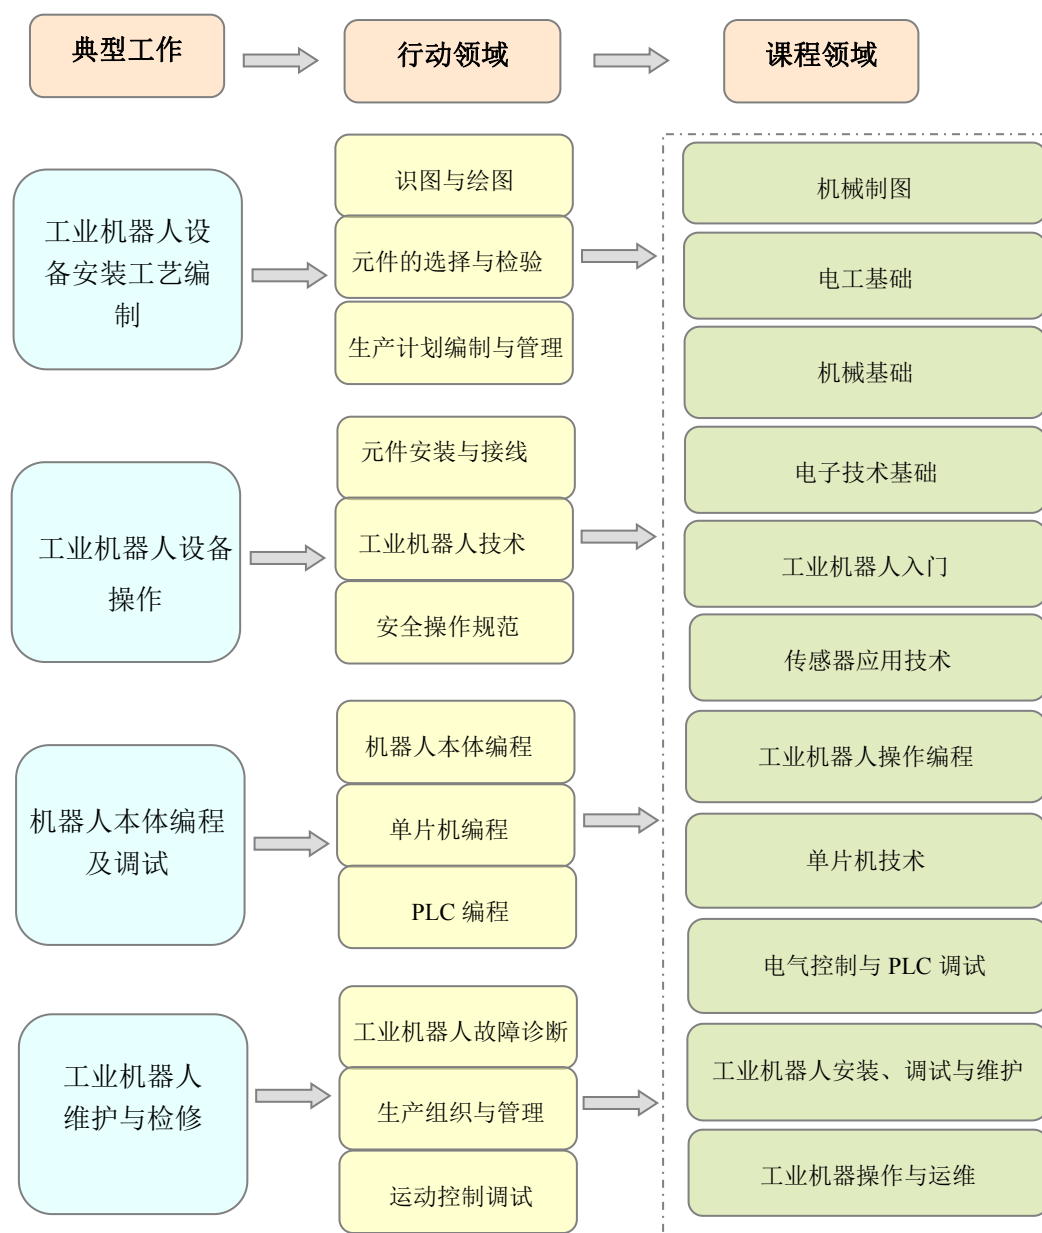 典型工作
行动领域
课程领域
工业机器人设
备安装工艺编
制
识图与绘图
元件的选择与检验
生产计划编制与管理
工业机器人设备
操作
元件安装与接线
工业机器人技术
安全操作规范
机器人本体编程
及调试
机器人本体编程
单片机编程
PLC 编程
工业机器人
维护与检修
工业机器人故障诊断
生产组织与管理
运动控制调试
机械制图
电工基础
机械基础
电子技术基础
工业机器人入门
传感器应用技术
工业机器人操作编程
单片机技术
电气控制与 PLC 调试
工业机器人安装、调试与维护
工业机器操作与运维